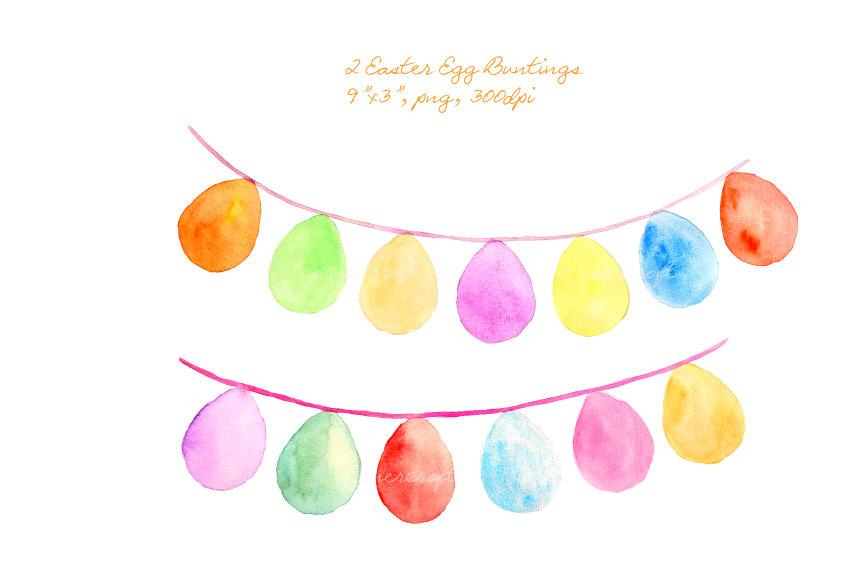 2 Easter Egg Buntings
9"x3", png, 300dpi